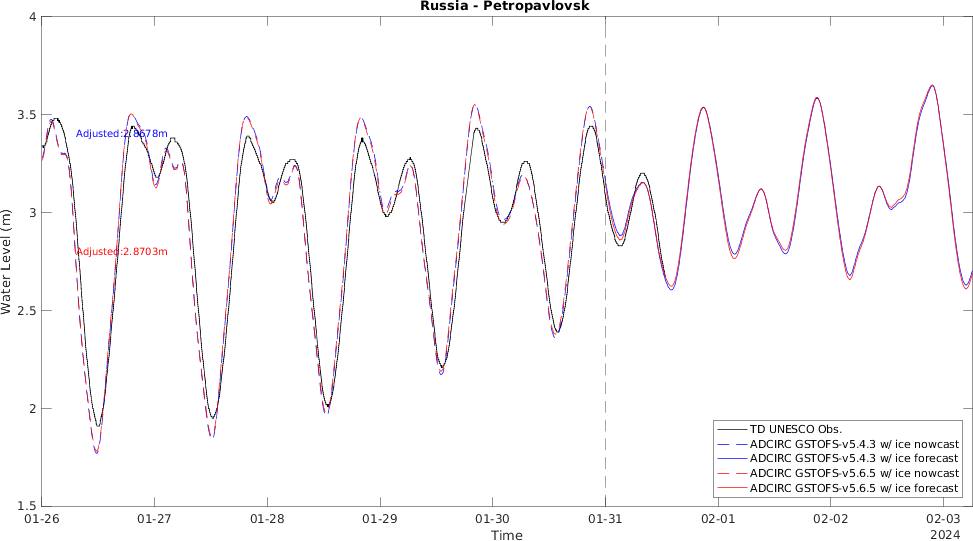 Russia - Petropavlovsk
4
3.5
3
2.5
2
1.5
Water Level (m)
Adjusted:2.8678m
Adjusted:2.8703m
TD UNESCO Obs.
ADCIRC GSTOFS-v5.4.3 w/ ice nowcast
ADCIRC GSTOFS-v5.4.3 w/ ice forecast
ADCIRC GSTOFS-v5.6.5 w/ ice nowcast
ADCIRC GSTOFS-v5.6.5 w/ ice forecast
01-26 01-27 01-28 01-29 01-30 01-31 02-01 02-02 02-03
Time
2024